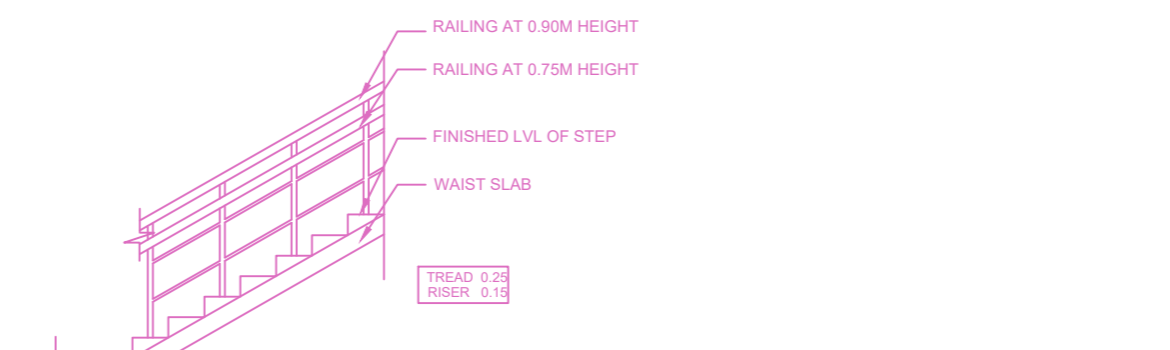 RAILING AT 0.90M HEIGHT
RAILING AT 0.75M HEIGHT
FINISHED LVL OF STEP
WAIST SLAB
TREAD 0.25
RISER 0.15